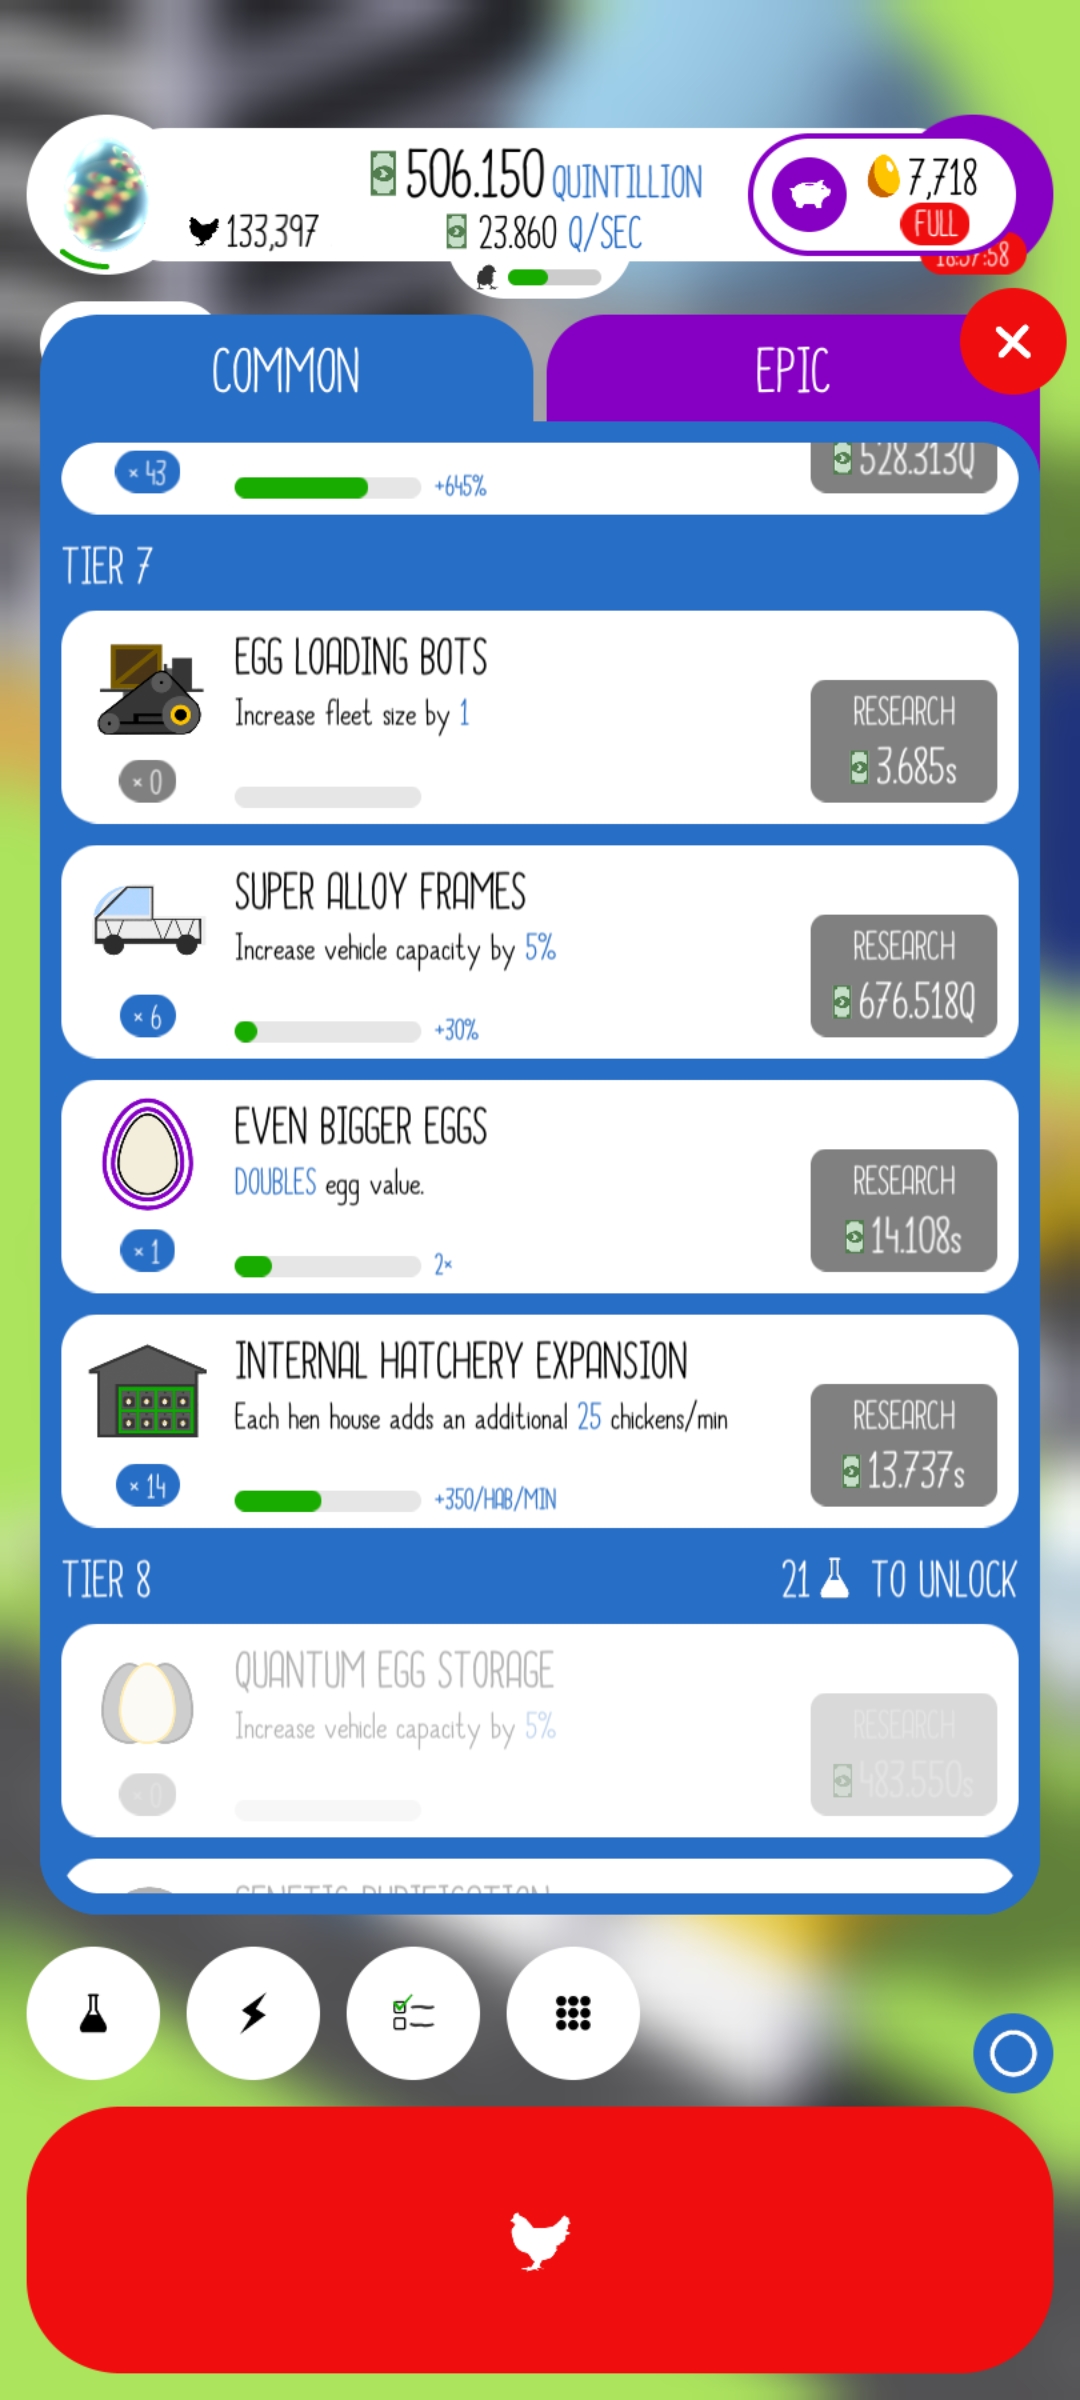 506.150 QUINTILLION
133,397
23.860 Q/SEC
7,718
FULL
18:57:58
COMMON
EPIC
× 43
+645%
528.313Q
TIER 7
EGG LOADING BOTS
Increase fleet size by 1
× 0
RESEARCH
3.685s
SUPER ALLOY FRAMES
Increase vehicle capacity by 5%
× 6
+30%
RESEARCH
676.518Q
EVEN BIGGER EGGS
DOUBLES egg value.
× 1
2×
RESEARCH
14.108s
INTERNAL HATCHERY EXPANSION
Each hen house adds an additional 25 chickens/min
× 14
+350/HAB/MIN
RESEARCH
13.737s
TIER 8
21 TO UNLOCK
QUANTUM EGG STORAGE
Increase vehicle capacity by 5%
× 0
RESEARCH
483.550s
GENETIC PURIFICATION